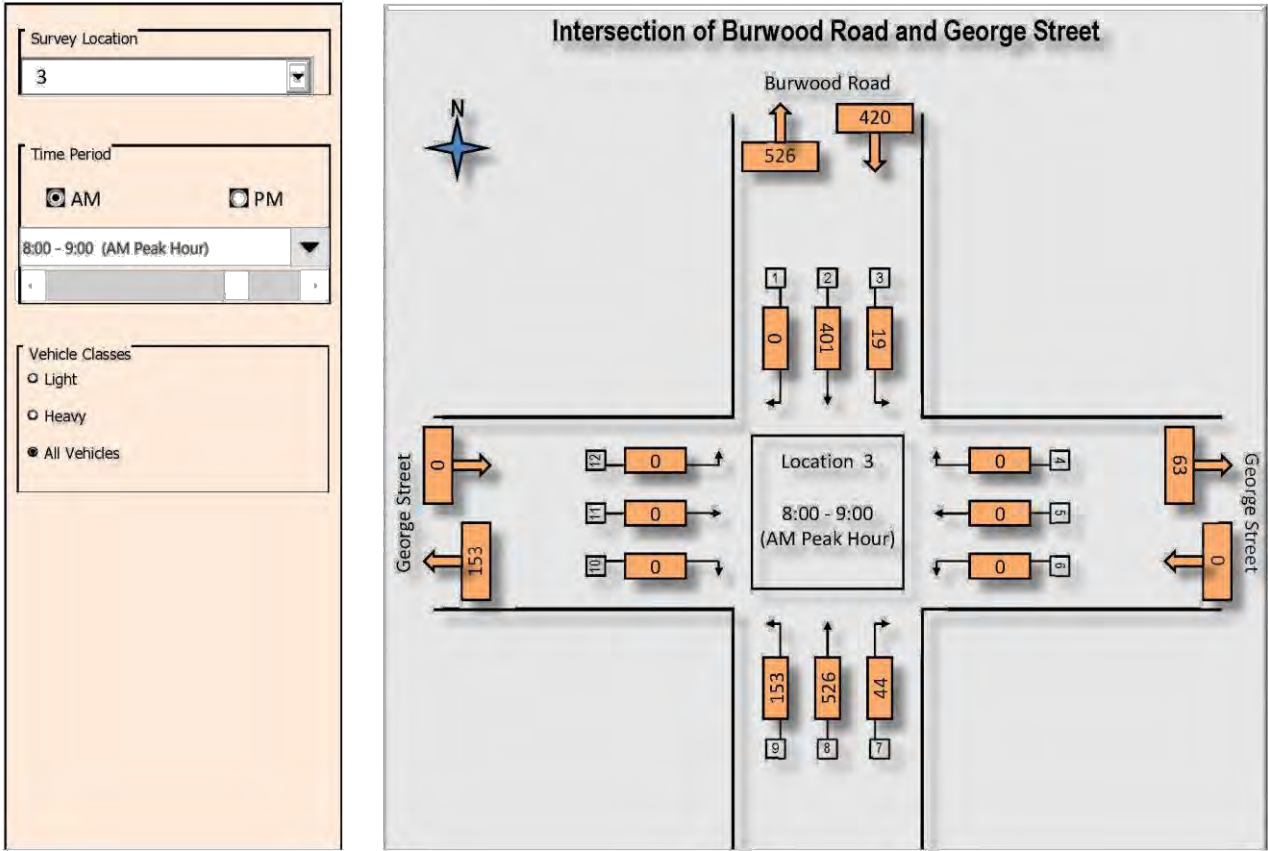 Survey Location
3
Time Period
AM
PM
8:00 - 9:00 (AM Peak Hour)
Vehicle Classes
Light
Heavy
All Vehicles
Intersection of Burwood Road and George Street
Burwood Road
N
526
420
1
2
3
0
401
19
George Street
0
153
12
0
11
0
10
0
Location 3
8:00 - 9:00
(AM Peak Hour)
0
4
0
5
0
6
63
0
George Street
153
526
44
9
8
7